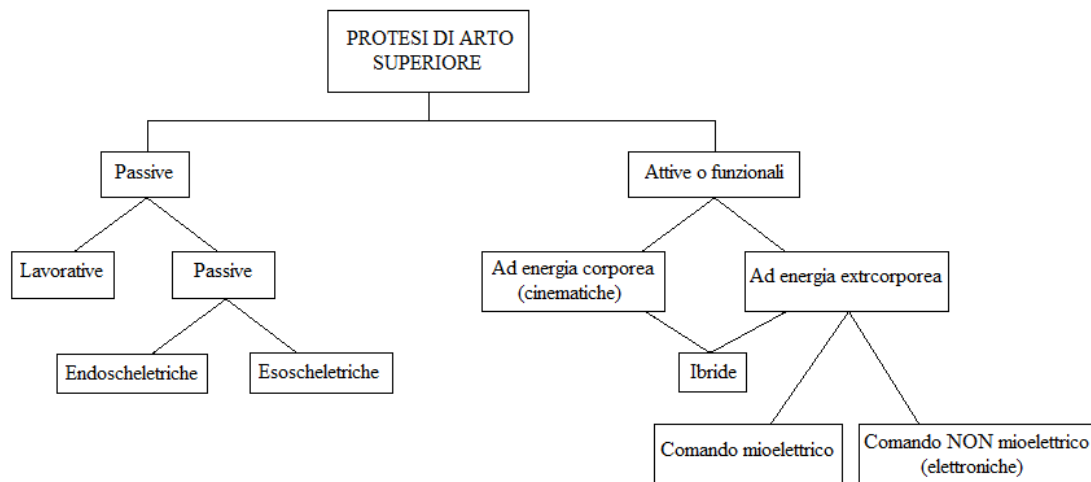 PROTESI DI ARTO
SUPERIORE
Passive
Attive o funzionali
Lavorative
Passive
Ad energia corporea
(cinematiche)
Ad energia extrcorporea
Endoscheletriche
Esoscheletriche
Ibride
Comando mioelettrico
Comando NON mioelettrico
(elettroniche)